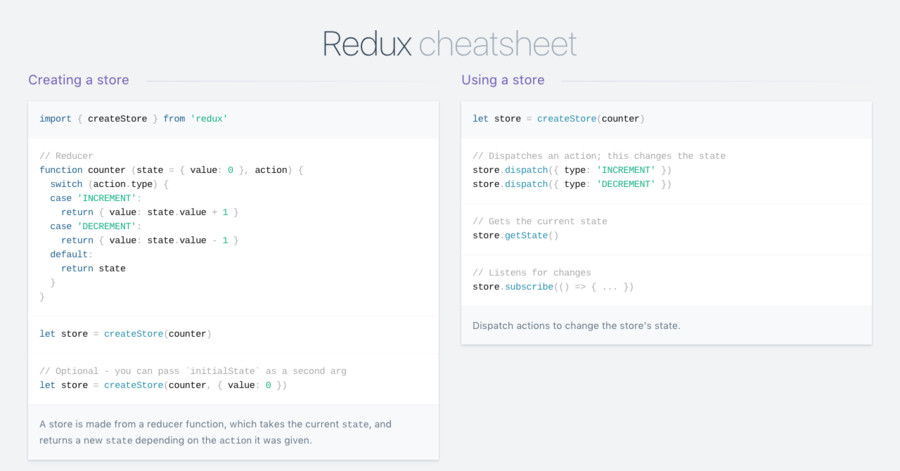 Redux cheatsheet
Creating a store
import { createStore } from 'redux'
// Reducer
function counter (state = { value: 0 }, action) {
  switch (action.type) {
  case 'INCREMENT':
    return { value: state.value + 1 }
  case 'DECREMENT':
    return { value: state.value - 1 }
  default:
    return state
  }
}
let store = createStore(counter)
// Optional - you can pass `initialState` as a second arg
let store = createStore(counter, { value: 0 })
A store is made from a reducer function, which takes the current state, and
returns a new state depending on the action it was given.
Using a store
let store = createStore(counter)
// Dispatches an action; this changes the state
store.dispatch({ type: 'INCREMENT' })
store.dispatch({ type: 'DECREMENT' })
// Gets the current state
store.getState()
// Listens for changes
store.subscribe(() => { ... })
Dispatch actions to change the store's state.